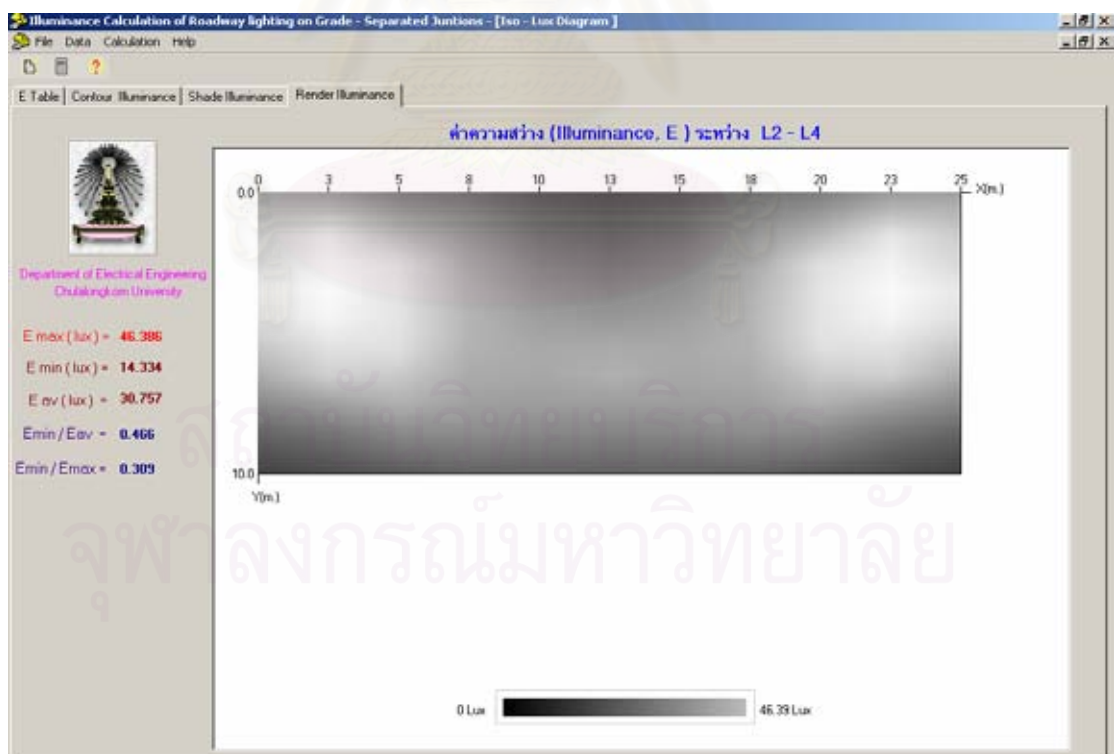 Illuminance Calculation of Roadway lighting on Grade - Separated Juntions - [Iso - Lux Diagram ]
File Data Calculation Help
E Table Contour Illuminance Shade Illuminance Render Illuminance
ค่าความสว่าง (Illuminance, E ) ระหว่าง L2 - L4
0 3 5 8 10 13 15 18 20 23 25 X(m.)
0.0
Department of Electrical Engineering
Chulalongkorn University
E max ( lux ) = 46.386
E min ( lux ) = 14.334
E av ( lux ) = 30.757
Emin / Eav = 0.466
Emin / Emax = 0.309
10.0
Y(m.)
สถาบันวิทยบริการ
จุฬาลงกรณ์มหาวิทยาลัย
0 Lux 46.39 Lux